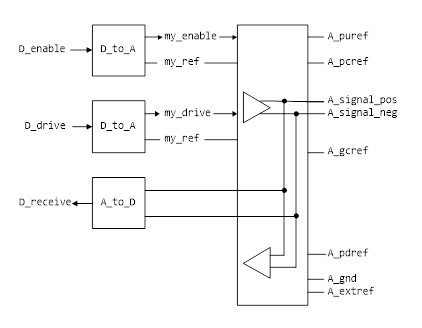 my_enable
A_puref
D_enable
D_to_A
my_ref
A_pcref
A_signal_pos
my_drive
A_signal_neg
D_drive
D_to_A
my_ref
A_gcref
D_receive
A_to_D
A_pdref
A_gnd
A_extref